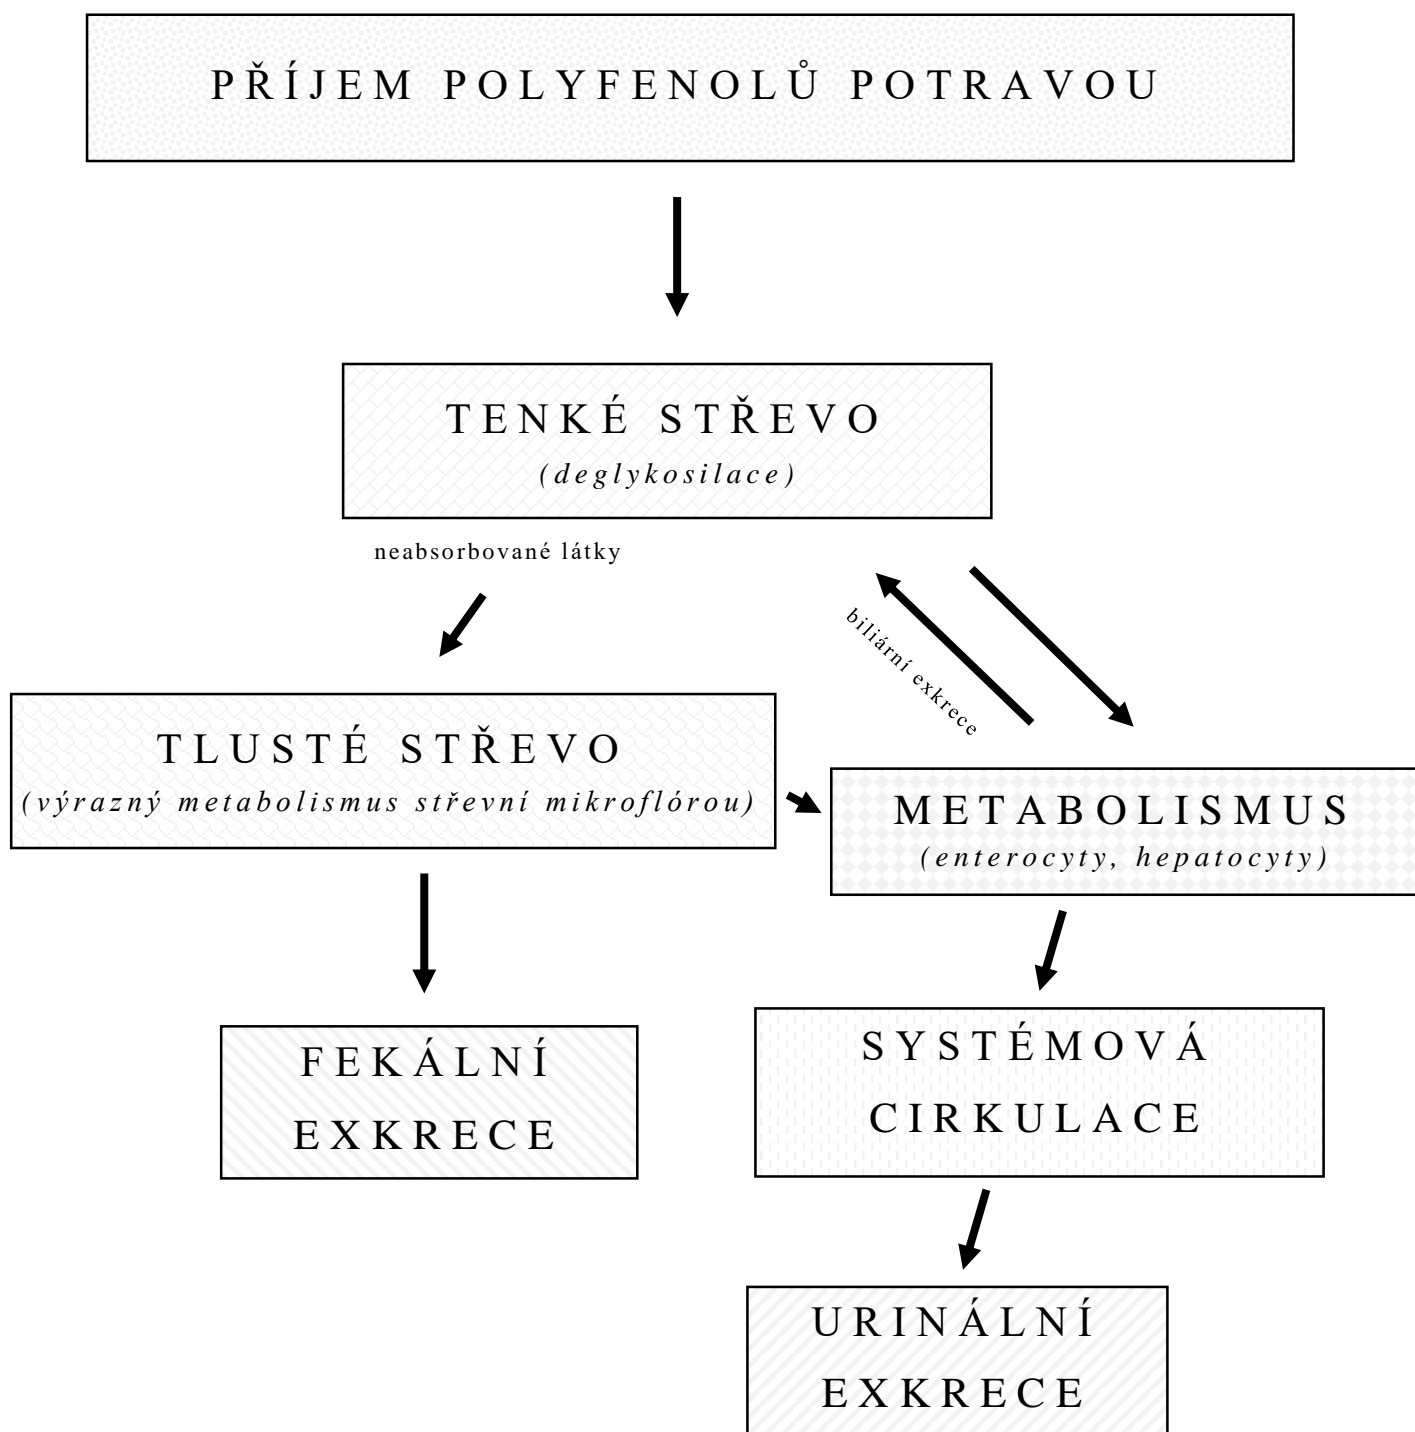 PŘÍJEM POLYFENOLŮ POTRAVOU
TENKÉ STŘEVO
(deglykosilace)
neabsorbované látky
biliární exkrece
TLUSTÉ STŘEVO
(výrazný metabolismus střevní mikroflórou)
METABOLISMUS
(enterocyty, hepatocyty)
FEKÁLNÍ
EXKRECE
SYSTÉMOVÁ
CIRKULACE
URINÁLNÍ
EXKRECE